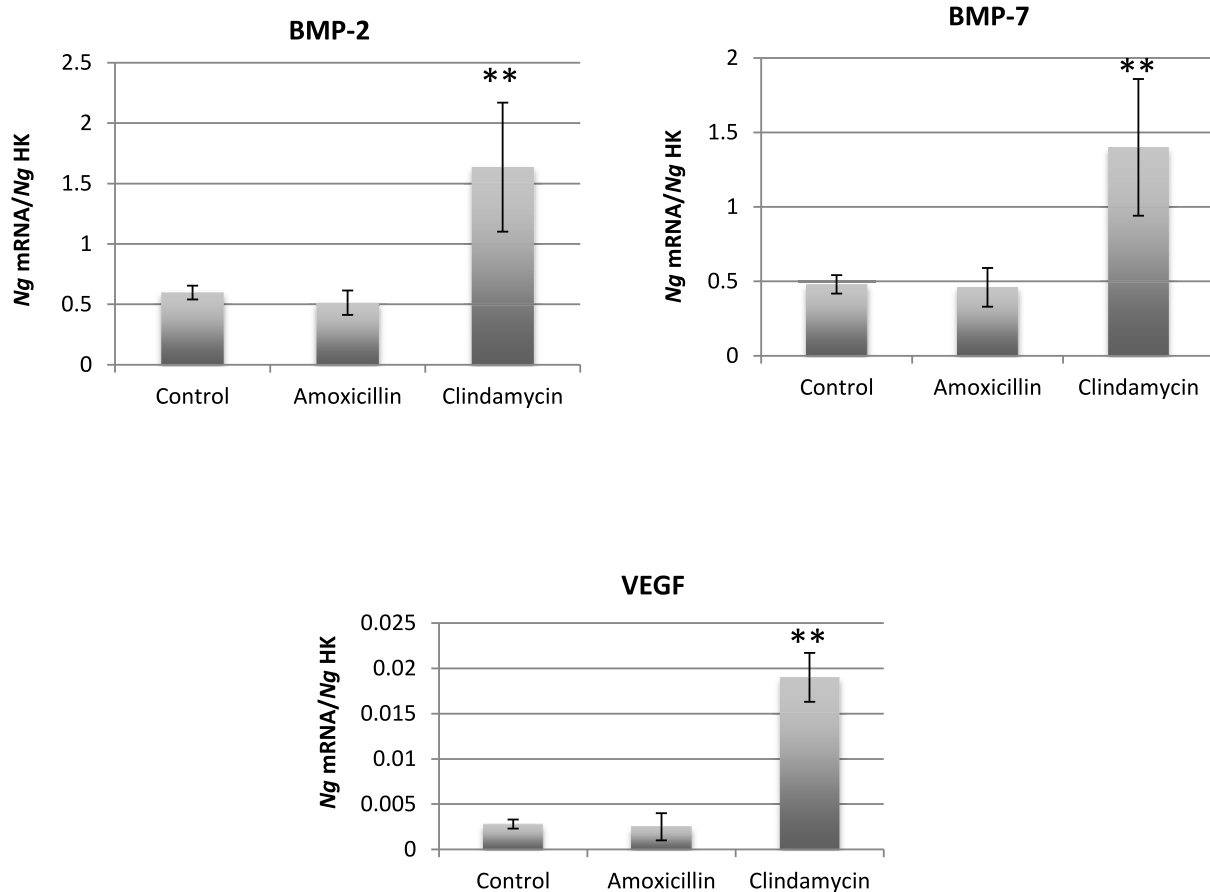 BMP-2
**
2.5
2
1.5
1
0.5
0
Ng mRNA/Ng HK
Control Amoxicillin Clindamycin
BMP-7
**
2
1.5
1
0.5
0
Ng mRNA/Ng HK
Control Amoxicillin Clindamycin
VEGF
**
0.025
0.02
0.015
0.01
0.005
0
Ng mRNA/Ng HK
Control Amoxicillin Clindamycin